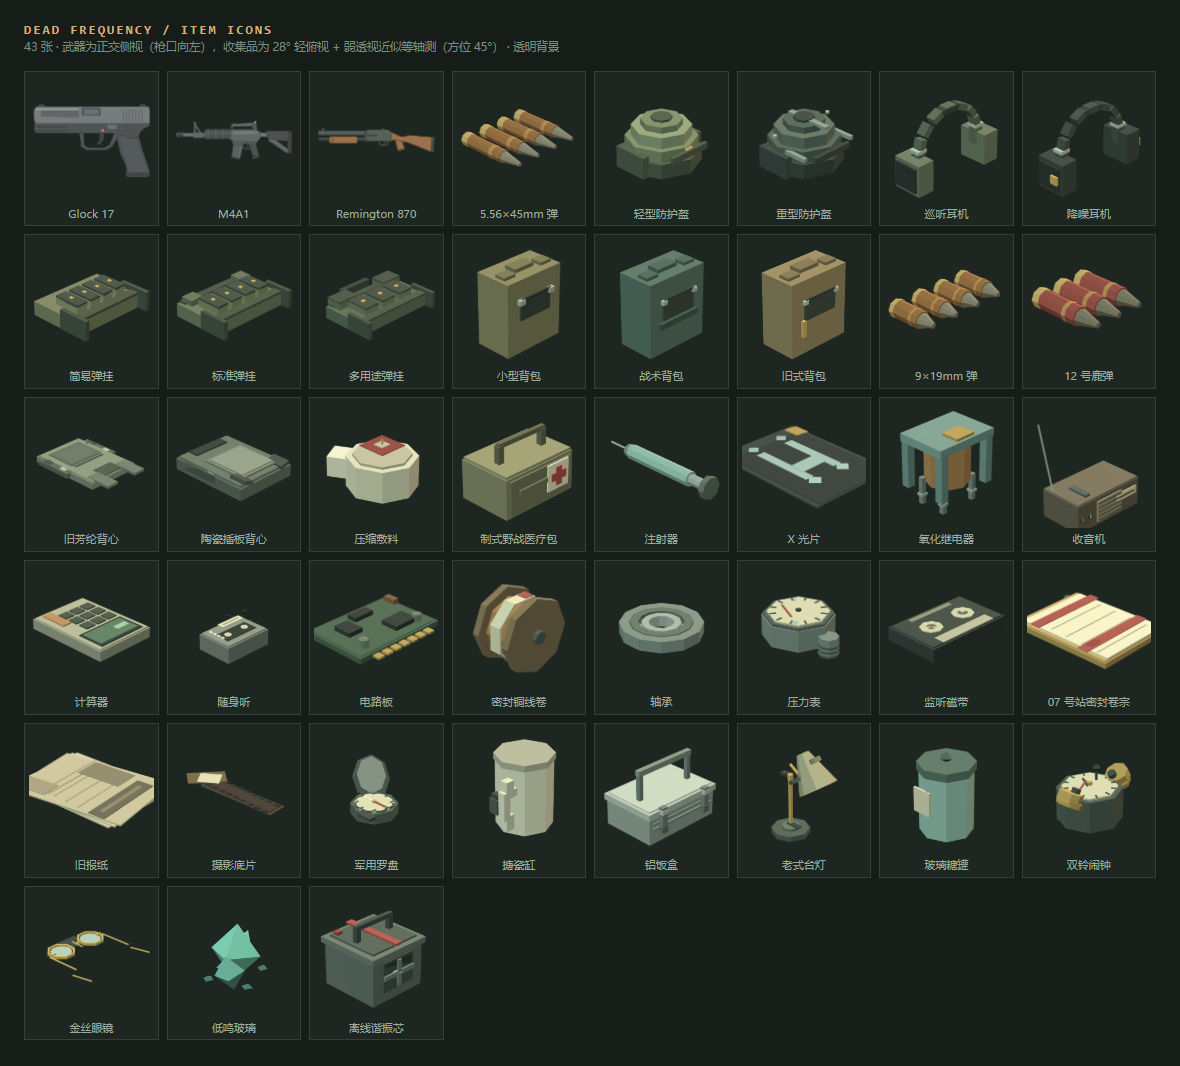 DEAD FREQUENCY / ITEM ICONS
43 张 · 武器为正交侧视（枪口向左），收集品为 28° 轻俯视 + 弱透视近似等轴测（方位 45°） · 透明背景
Glock 17
M4A1
Remington 870
5.56×45mm 弹
轻型防护盔
重型防护盔
巡听耳机
降噪耳机
简易弹挂
标准弹挂
多用途弹挂
小型背包
战术背包
旧式背包
9×19mm 弹
12 号鹿弹
旧芳纶背心
陶瓷插板背心
压缩敷料
制式野战医疗包
注射器
X 光片
氧化继电器
收音机
计算器
随身听
电路板
密封铜线卷
轴承
压力表
监听磁带
07 号站密封卷宗
旧报纸
摄影底片
军用罗盘
搪瓷缸
铝饭盒
老式台灯
玻璃糖罐
双铃闹钟
金丝眼镜
低鸣玻璃
离线谐振芯